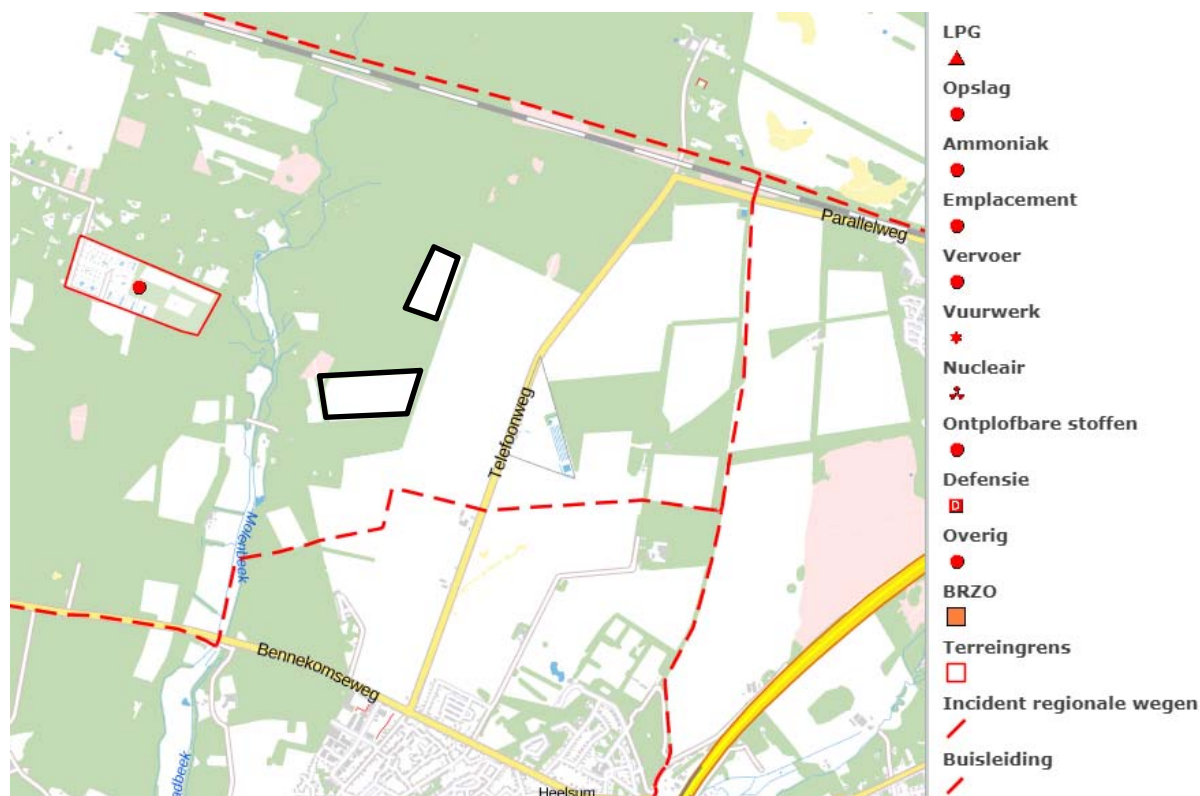 Parallelweg
Telefoonweg
Molenbeek
Bennekomseweg
Heelsum
LPG
Opslag
Ammoniak
Emplacement
Vervoer
Vuurwerk
Nucleair
Ontplofbare stoffen
Defensie
D
Overig
BRZO
Terreingrens
Incident regionale wegen
Buisleiding